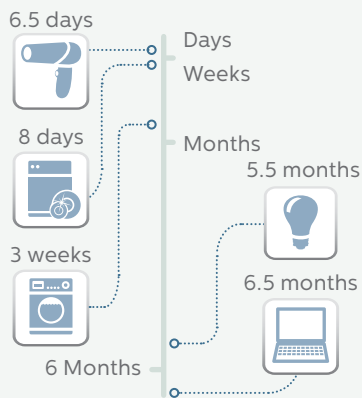 6.5 days
Days
Weeks
8 days
Months
5.5 months
3 weeks
6.5 months
6 Months